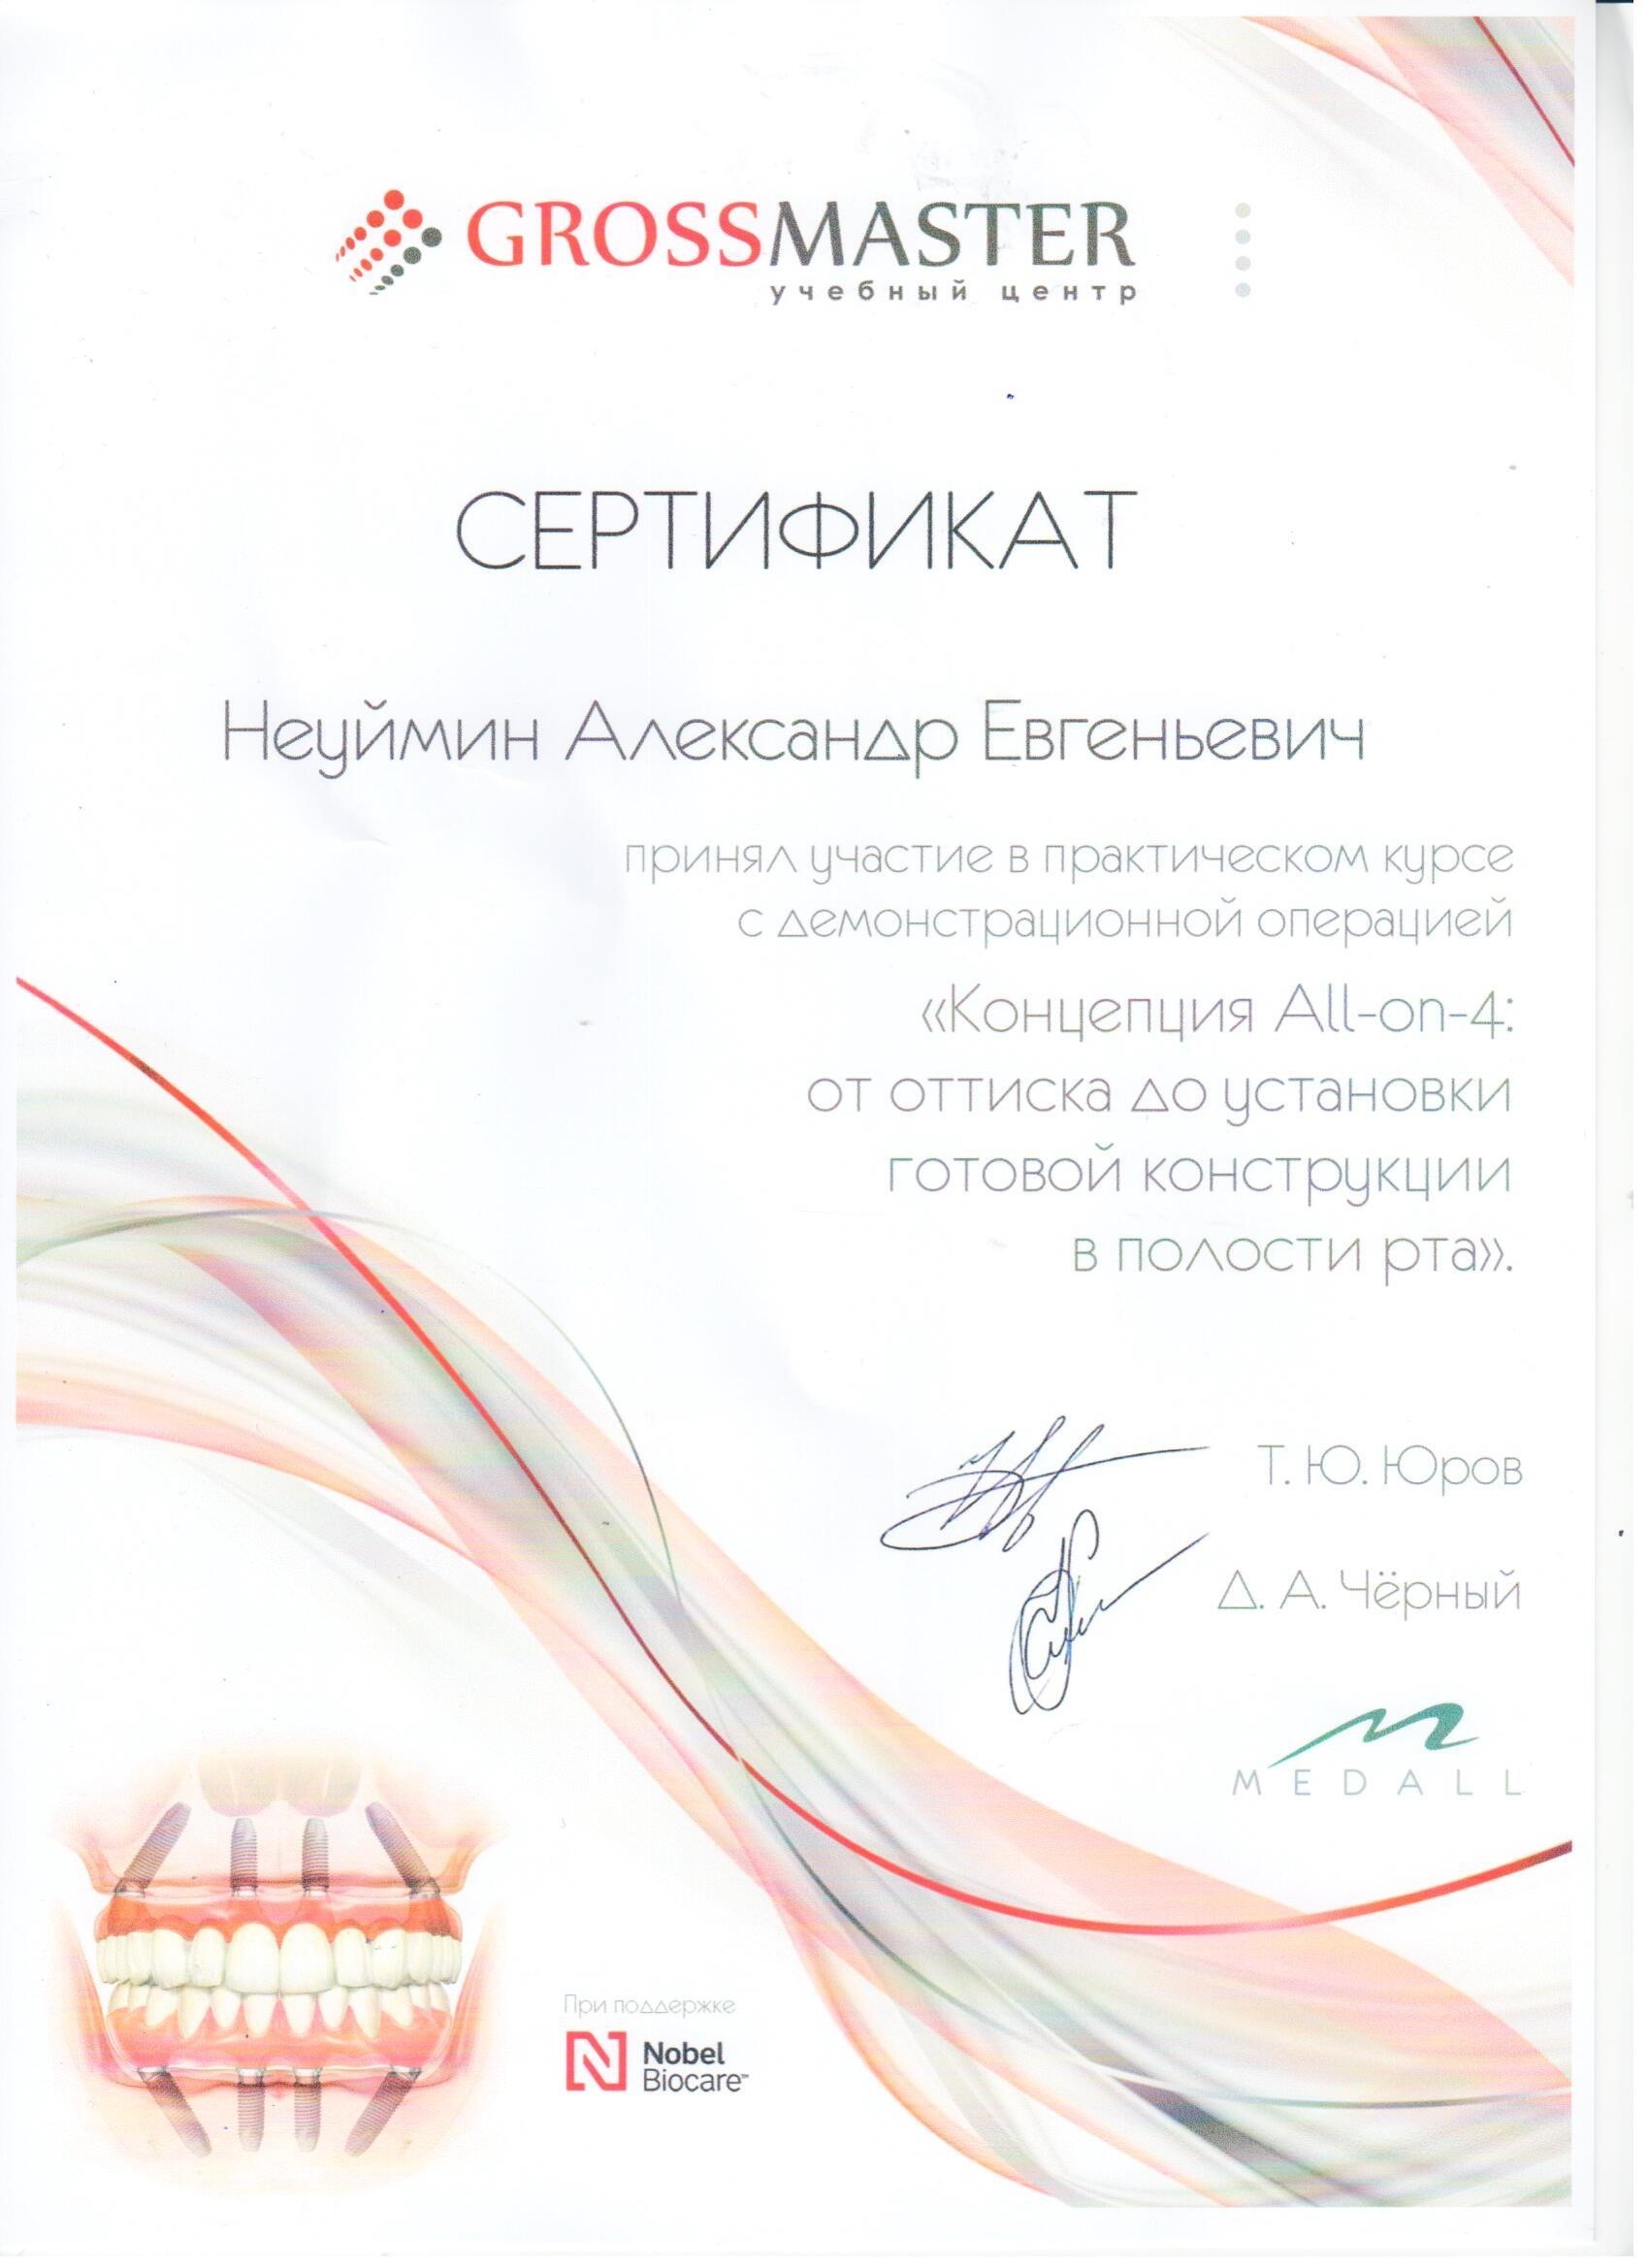 GROSSMASTER
учебный центр
СЕРТИФИКАТ
Неуймин Александр Евгеньевич
принял участие в практическом курсе
с демонстрационной операцией
«Концепция All-on-4:
от оттиска до установки
готовой конструкции
в полости рта».
Т. Ю. Юров
Д. А. Чёрный
MEDALL
При поддержке
Nobel
Biocare™